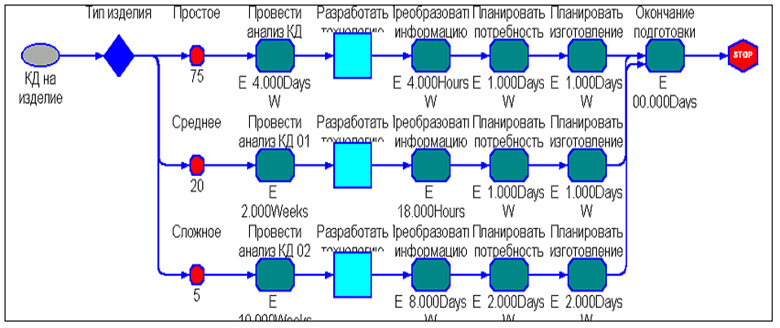 Тип изделия
Простое
Провести
анализ КД
Разработать
технологию
Преобразоват
информацию
Планировать
потребность
Планировать
изготовление
Окончание
подготовки
STOP
КД на
изделие
75
E 4.000Days
W
E 4.000Hours
W
E 1.000Days
W
E 1.000Days
W
E
00.000Days
Среднее
Провести
анализ КД 01
Разработать
технологию
Преобразоват
информацию
Планировать
потребность
Планировать
изготовление
20
E
2.000Weeks
E
18.000Hours
E 1.000Days
W
E 1.000Days
W
Сложное
Провести
анализ КД 02
Разработать
технологию
Преобразоват
информацию
Планировать
потребность
Планировать
изготовление
5
E
10.000Weeks
E 8.000Days
W
E 2.000Days
W
E 2.000Days
W